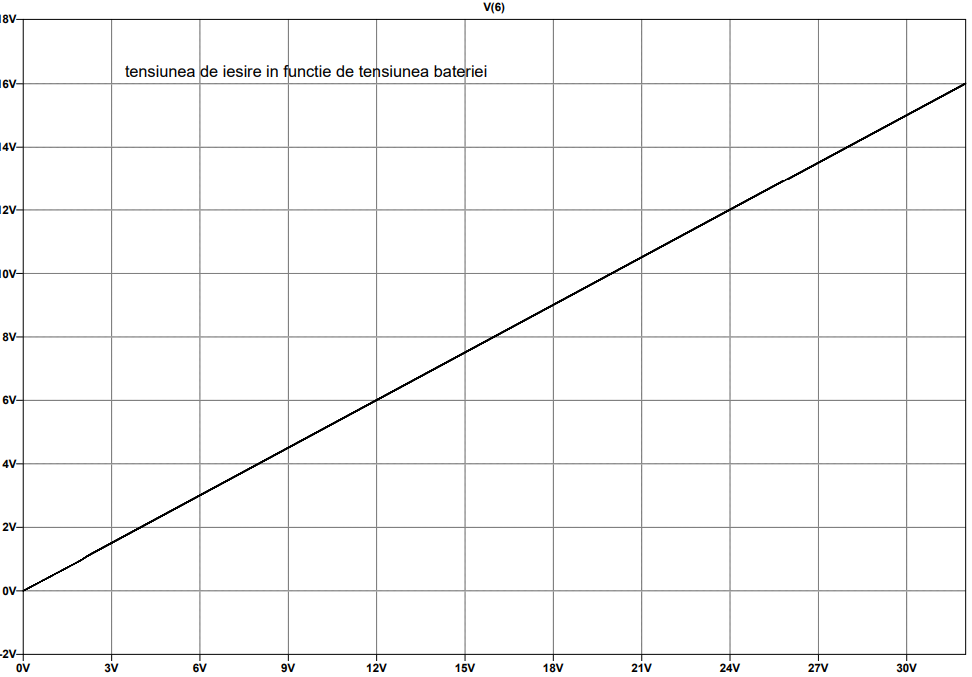 V(6)
18V
tensiunea de iesire in functie de tensiunea bateriei
16V
14V
12V
10V
8V
6V
4V
2V
0V
-2V
0V 3V 6V 9V 12V 15V 18V 21V 24V 27V 30V